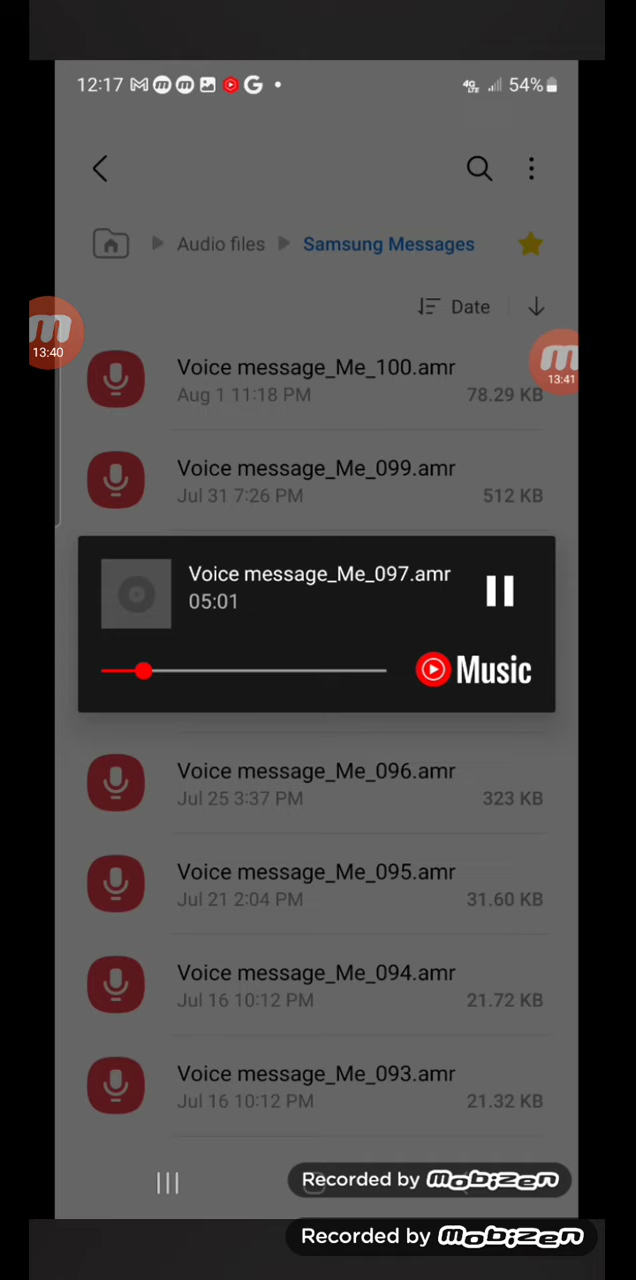 12:17
4G LTE
54%
Audio files
Samsung Messages
Date
13:40
13:41
Voice message_Me_100.amr
Aug 1 11:18 PM
78.29 KB
Voice message_Me_099.amr
Jul 31 7:26 PM
512 KB
Voice message_Me_097.amr
05:01
Music
Voice message_Me_096.amr
Jul 25 3:37 PM
323 KB
Voice message_Me_095.amr
Jul 21 2:04 PM
31.60 KB
Voice message_Me_094.amr
Jul 16 10:12 PM
21.72 KB
Voice message_Me_093.amr
Jul 16 10:12 PM
21.32 KB
Recorded by mobizen
Recorded by mobizen